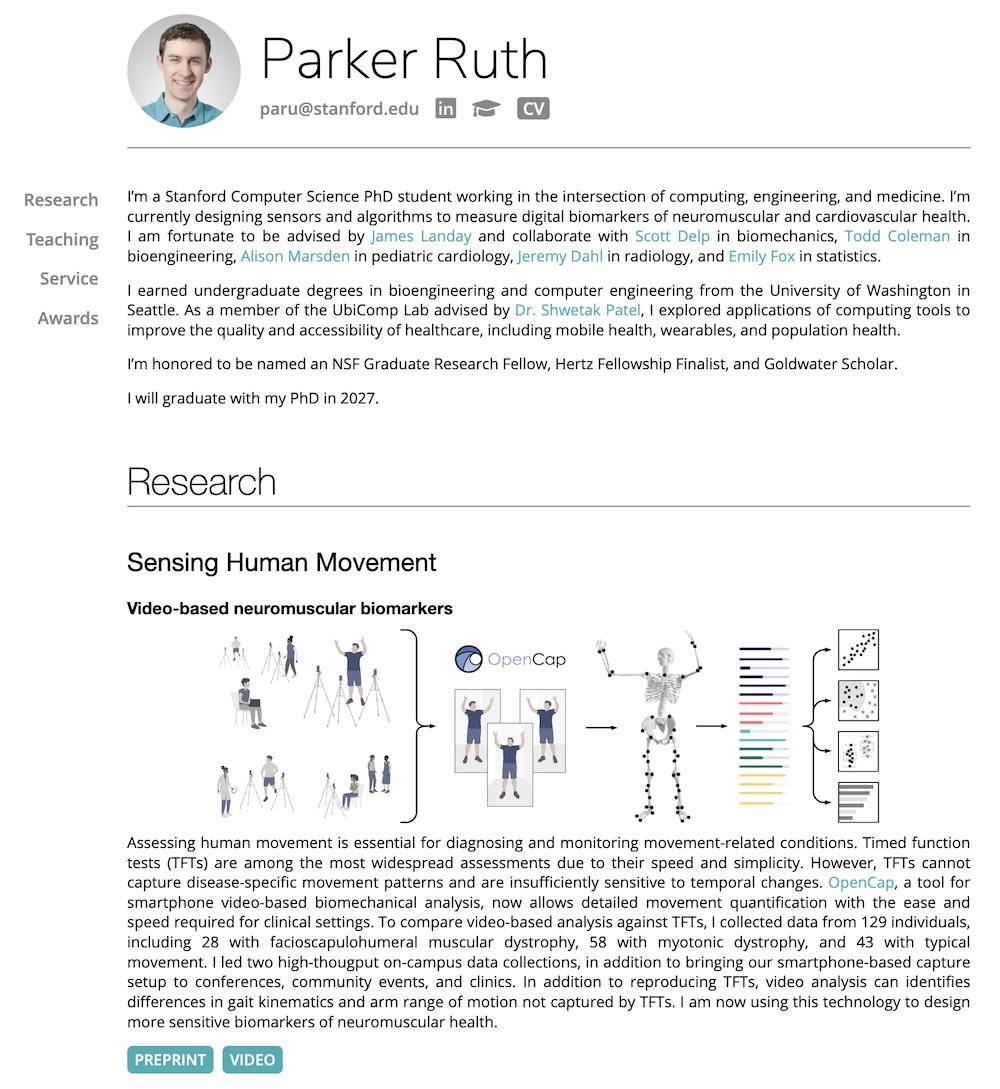 Parker Ruth
paru@stanford.edu in CV
Research
Teaching
Service
Awards
I'm a Stanford Computer Science PhD student working in the intersection of computing, engineering, and medicine. I'm
currently designing sensors and algorithms to measure digital biomarkers of neuromuscular and cardiovascular health.
I am fortunate to be advised by James Landay and collaborate with Scott Delp in biomechanics, Todd Coleman in
bioengineering, Alison Marsden in pediatric cardiology, Jeremy Dahl in radiology, and Emily Fox in statistics.
I earned undergraduate degrees in bioengineering and computer engineering from the University of Washington in
Seattle. As a member of the UbiComp Lab advised by Dr. Shwetak Patel, I explored applications of computing tools to
improve the quality and accessibility of healthcare, including mobile health, wearables, and population health.
I'm honored to be named an NSF Graduate Research Fellow, Hertz Fellowship Finalist, and Goldwater Scholar.
I will graduate with my PhD in 2027.
Research
Sensing Human Movement
Video-based neuromuscular biomarkers
OpenCap
Assessing human movement is essential for diagnosing and monitoring movement-related conditions. Timed function
tests (TFTs) are among the most widespread assessments due to their speed and simplicity. However, TFTs cannot
capture disease-specific movement patterns and are insufficiently sensitive to temporal changes. OpenCap, a tool for
smartphone video-based biomechanical analysis, now allows detailed movement quantification with the ease and
speed required for clinical settings. To compare video-based analysis against TFTs, I collected data from 129 individuals,
including 28 with facioscapulohumeral muscular dystrophy, 58 with myotonic dystrophy, and 43 with typical
movement. I led two high-thougput on-campus data collections, in addition to bringing our smartphone-based capture
setup to conferences, community events, and clinics. In addition to reproducing TFTs, video analysis can identifies
differences in gait kinematics and arm range of motion not captured by TFTs. I am now using this technology to design
more sensitive biomarkers of neuromuscular health.
PREPRINT VIDEO